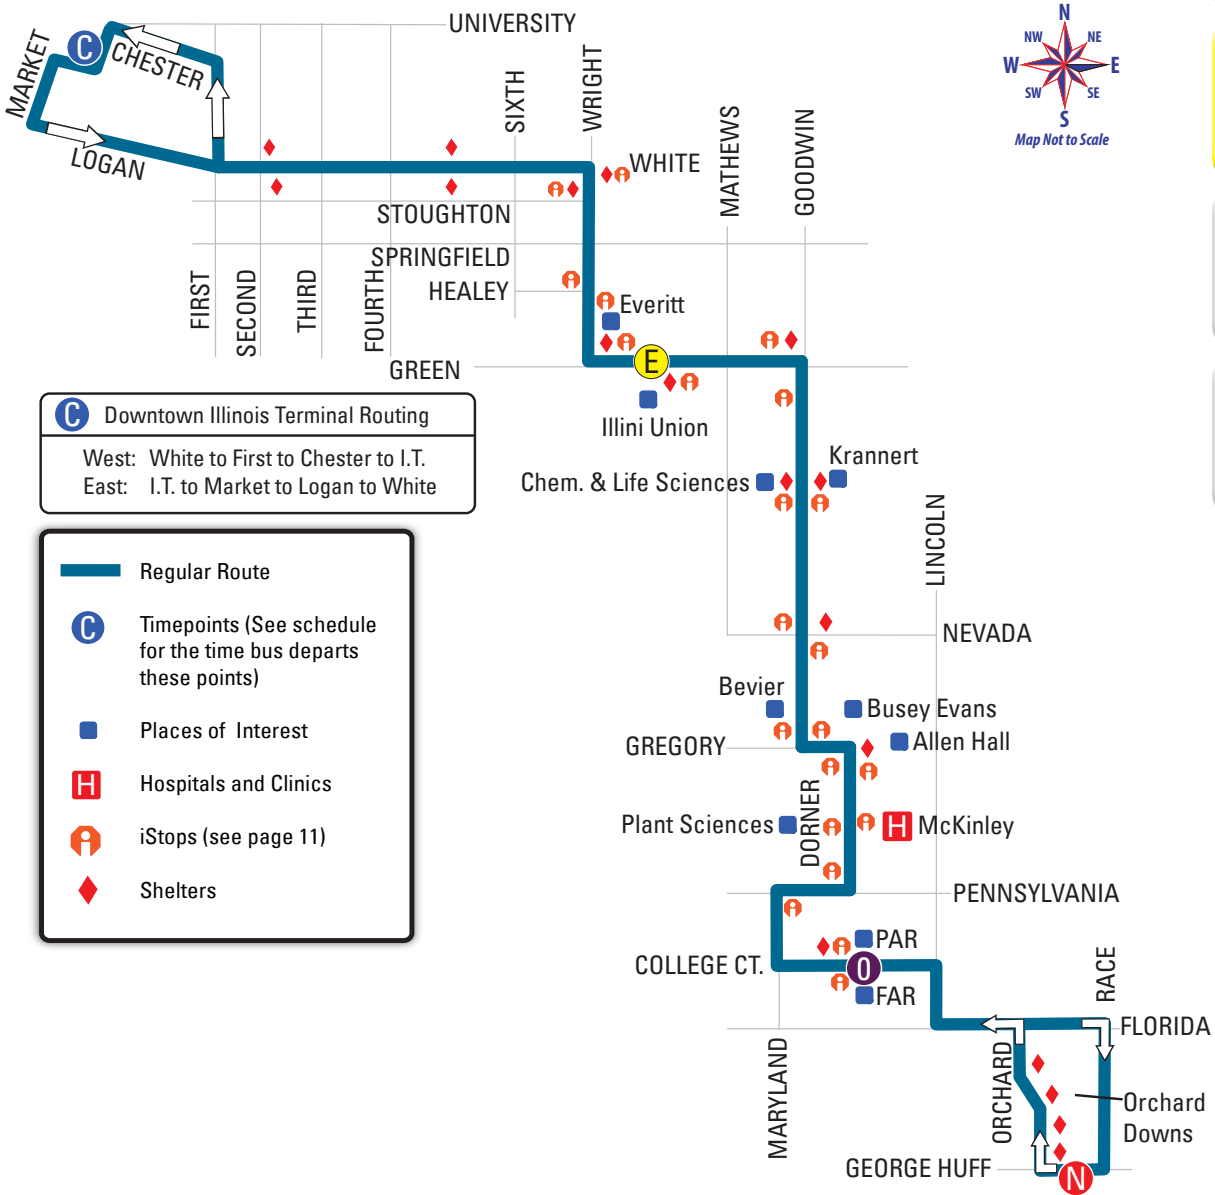 UNIVERSITY
MARKET
C
CHESTER
LOGAN
SIXTH
WRIGHT
WHITE
MATHEWS
GOODWIN
N
NW
NE
W
E
SW
SE
S
Map Not to Scale
STOUGHTON
SPRINGFIELD
HEALEY
FIRST
SECOND
THIRD
FOURTH
Everitt
GREEN
E
Illini Union
C Downtown Illinois Terminal Routing
West: White to First to Chester to I.T.
East: I.T. to Market to Logan to White
Krannert
Chem. & Life Sciences
LINCOLN
NEVADA
Regular Route
C
Timepoints (See schedule
for the time bus departs
these points)
Places of Interest
H Hospitals and Clinics
iStops (see page 11)
Shelters
Bevier
Busey Evans
GREGORY
Allen Hall
DORNER
Plant Sciences
H McKinley
PENNSYLVANIA
PAR
COLLEGE CT.
O
FAR
RACE
FLORIDA
MARYLAND
ORCHARD
Orchard
Downs
GEORGE HUFF
N